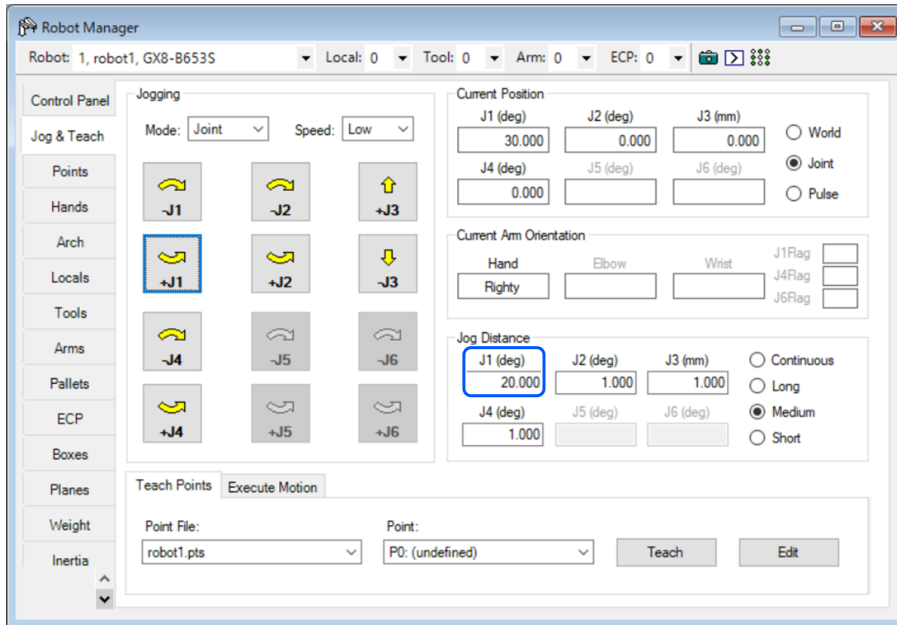 Robot Manager
Robot: 1, robot1, GX8-B653S Local: 0 Tool: 0 Arm: 0 ECP: 0
Control Panel
Jog & Teach
Points
Hands
Arch
Locals
Tools
Arms
Pallets
ECP
Boxes
Planes
Weight
Inertia
Jogging
Mode: Joint Speed: Low
-J1 -J2 +J3
+J1 +J2 -J3
-J4 -J5 -J6
+J4 +J5 +J6
Current Position
J1 (deg) J2 (deg) J3 (mm)
30.000 0.000 0.000
J4 (deg) J5 (deg) J6 (deg)
0.000
World
Joint
Pulse
Current Arm Orientation
Hand Elbow Wrist
Righty
J1Flag
J4Flag
J6Flag
Jog Distance
J1 (deg) J2 (deg) J3 (mm)
20.000 1.000 1.000
J4 (deg) J5 (deg) J6 (deg)
1.000
Continuous
Long
Medium
Short
Teach Points Execute Motion
Point File: Point:
robot1.pts P0: (undefined) Teach Edit